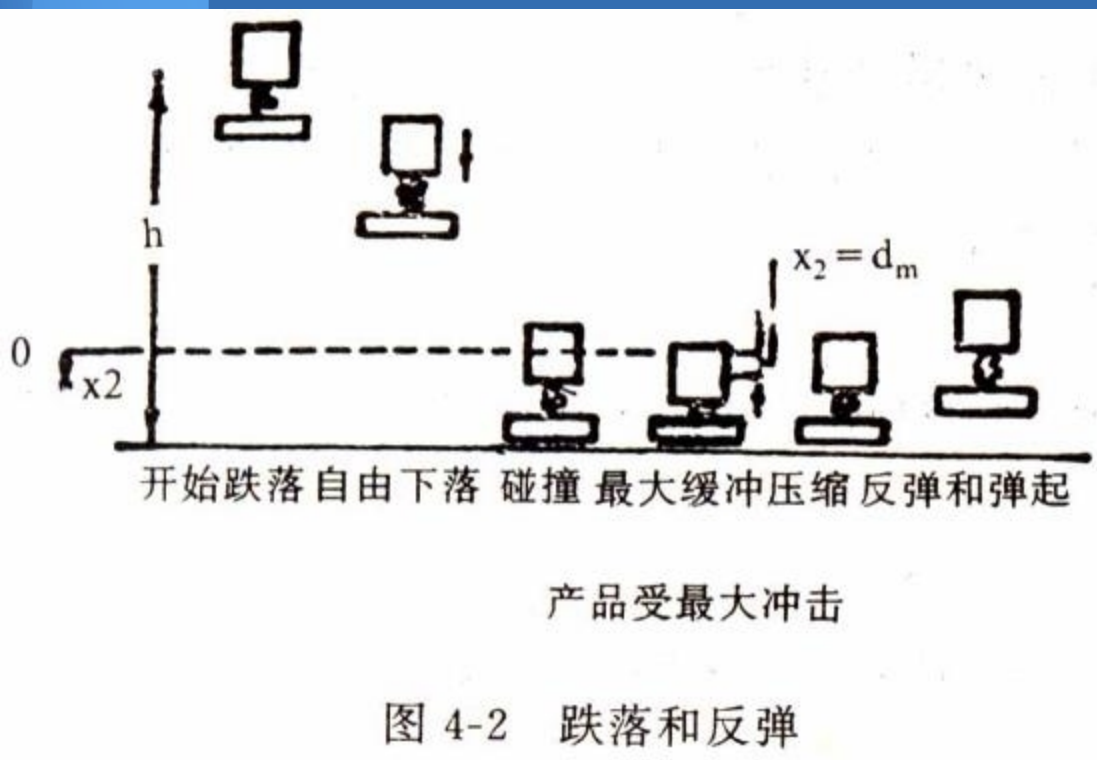 h
x₂ = dₘ
0
x2
开始跌落 自由下落 碰撞 最大缓冲压缩 反弹和弹起
产品受最大冲击
图 4-2 跌落和反弹